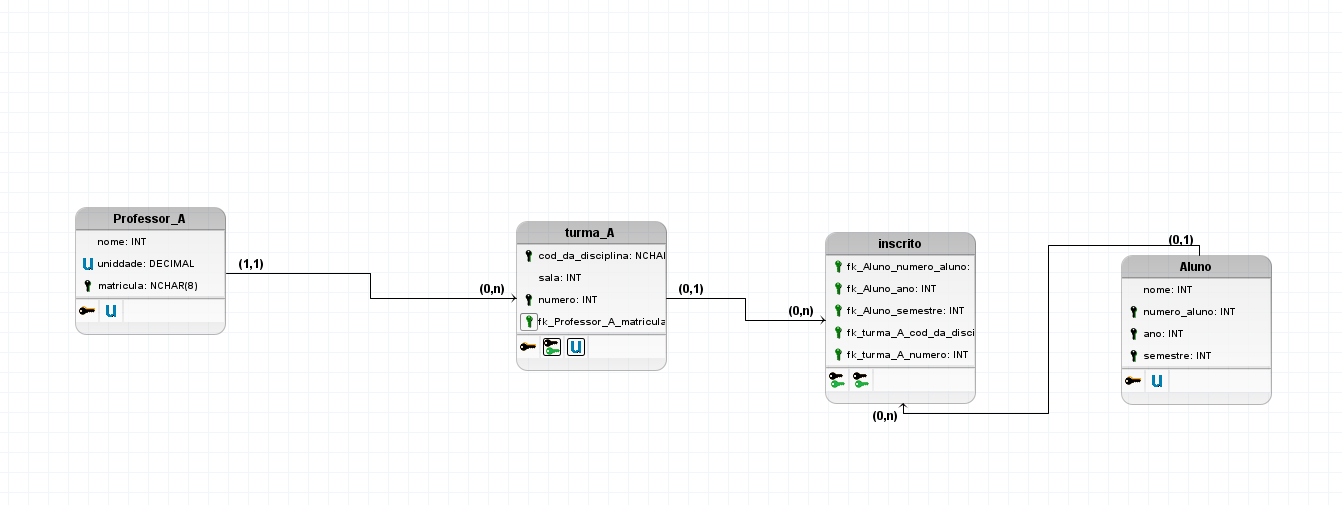 Professor_A
nome: INT
U
uniddade: DECIMAL
matricula: NCHAR(8)
U
(1,1)
(0,n)
turma_A
cod_da_disciplina: NCHA
sala: INT
numero: INT
fk_Professor_A_matricula
U
(0,1)
(0,n)
inscrito
fk_Aluno_numero_aluno:
fk_Aluno_ano: INT
fk_Aluno_semestre: INT
fk_turma_A_cod_da_disci
fk_turma_A_numero: INT
(0,n)
(0,1)
Aluno
nome: INT
numero_aluno: INT
ano: INT
semestre: INT
U